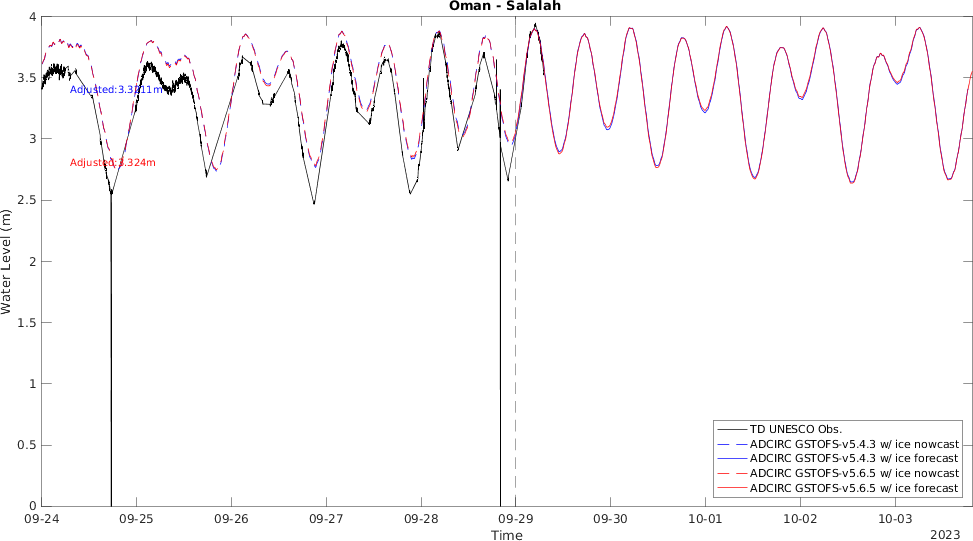 Oman - Salalah
4
3.5
3
2.5
2
1.5
1
0.5
0
Water Level (m)
Adjusted:3.3211m
Adjusted:3.324m
TD UNESCO Obs.
ADCIRC GSTOFS-v5.4.3 w/ ice nowcast
ADCIRC GSTOFS-v5.4.3 w/ ice forecast
ADCIRC GSTOFS-v5.6.5 w/ ice nowcast
ADCIRC GSTOFS-v5.6.5 w/ ice forecast
09-24 09-25 09-26 09-27 09-28 09-29 09-30 10-01 10-02 10-03
Time
2023